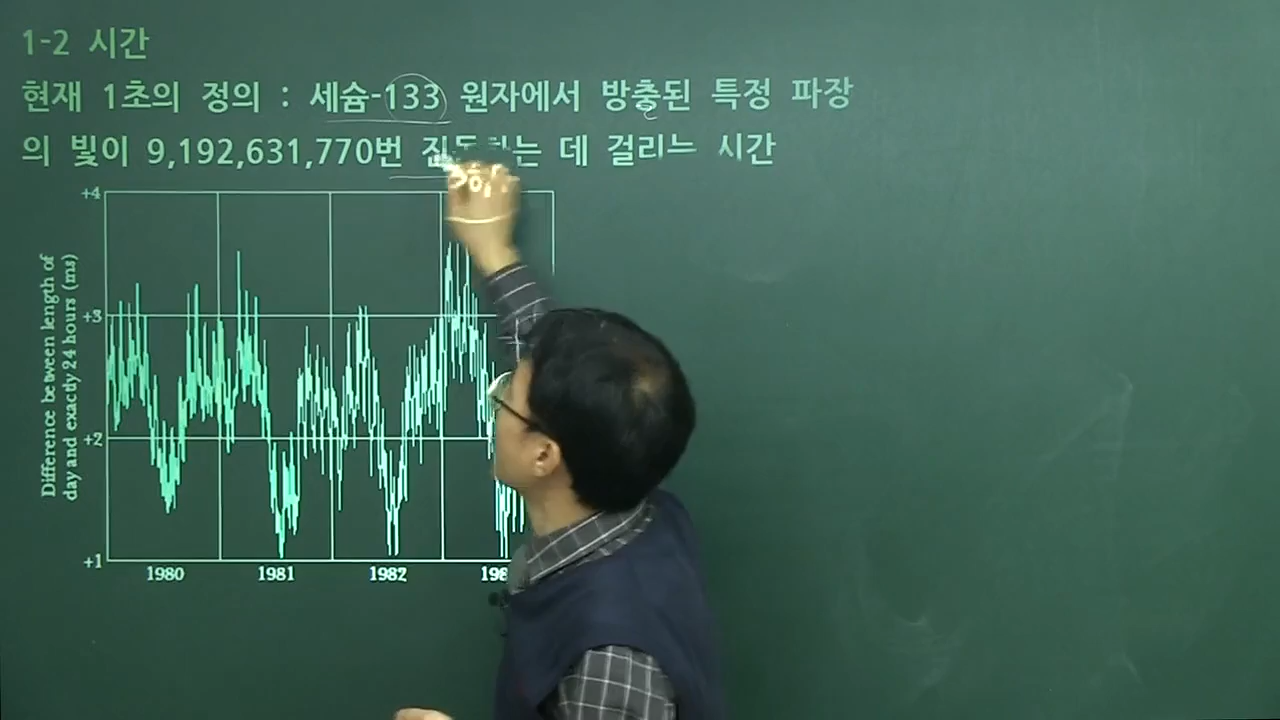 1-2 시간
현재 1초의 정의 : 세슘-133 원자에서 방출된 특정 파장
의 빛이 9,192,631,770번 진동하는 데 걸리는 시간
+4
+3
+2
+1
Difference between length of
day and exactly 24 hours (ms)
1980 1981 1982